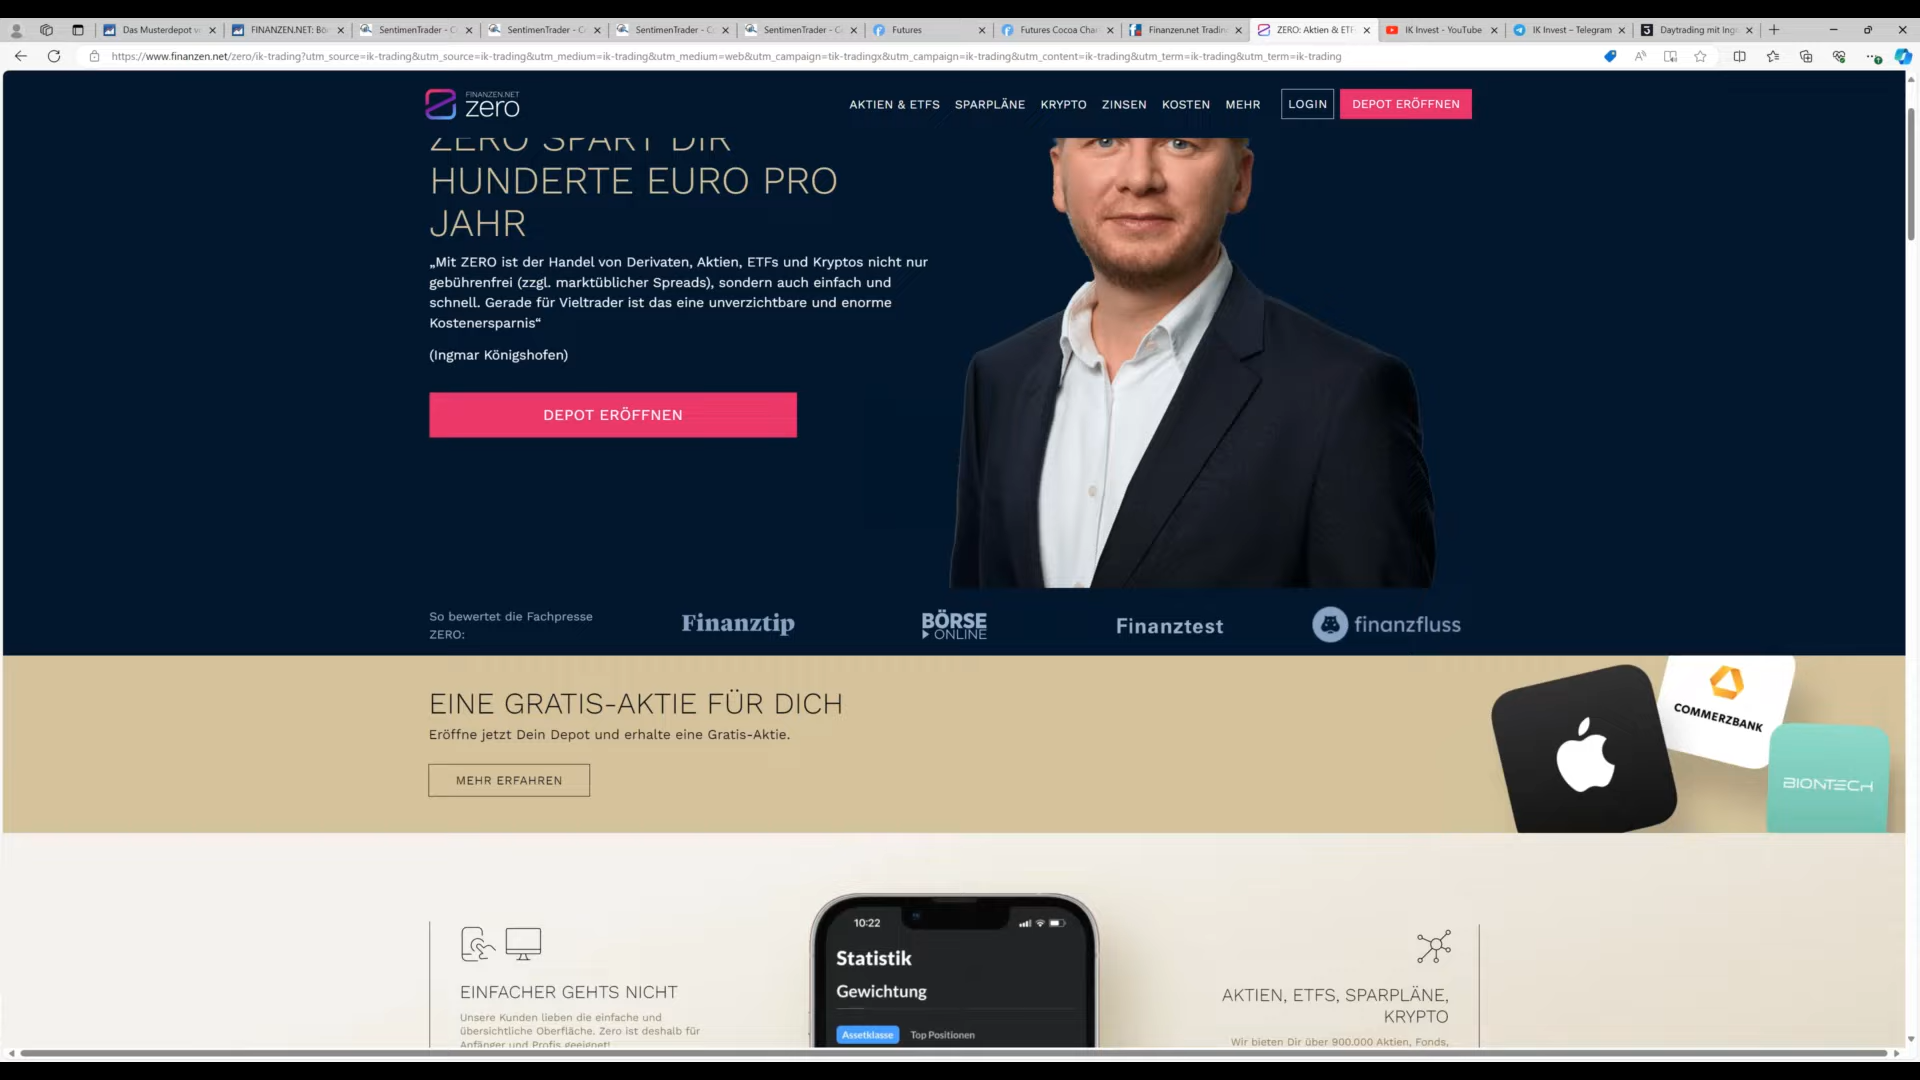 Das Musterdepot v
FINANZEN.NET: Bö
SentimenTrader - C
SentimenTrader - C
SentimenTrader - C
SentimenTrader - C
Futures
Futures Cocoa Cha
Finanzen.net Tradin
ZERO: Aktien & ETF
IK Invest - YouTube
IK Invest – Telegram
Daytrading mit Ing
https://www.finanzen.net/zero/ik-trading?utm_source=ik-trading&utm_source=ik-trading&utm_medium=ik-trading&utm_medium=web&utm_campaign=tik-tradingx&utm_campaign=ik-trading&utm_content=ik-trading&utm_term=ik-trading&utm_term=ik-trading
FINANZEN.NET
zero
AKTIEN & ETFS
SPARPLÄNE
KRYPTO
ZINSEN
KOSTEN
MEHR
LOGIN
DEPOT ERÖFFNEN
ZERO SPART DIR
HUNDERTE EURO PRO
JAHR
„Mit ZERO ist der Handel von Derivaten, Aktien, ETFs und Kryptos nicht nur
gebührenfrei (zzgl. marktüblicher Spreads), sondern auch einfach und
schnell. Gerade für Vieltrader ist das eine unverzichtbare und enorme
Kostenersparnis“
(Ingmar Königshofen)
DEPOT ERÖFFNEN
So bewertet die Fachpresse
ZERO:
Finanztip
BÖRSE
ONLINE
Finanztest
finanzfluss
EINE GRATIS-AKTIE FÜR DICH
Eröffne jetzt Dein Depot und erhalte eine Gratis-Aktie.
MEHR ERFAHREN
COMMERZBANK
BIONTECH
10:22
Statistik
Gewichtung
Assetklasse
Top Positionen
EINFACHER GEHTS NICHT
Unsere Kunden lieben die einfache und
übersichtliche Oberfläche. Zero ist deshalb für
Anfänger und Profis geeignet!
AKTIEN, ETFS, SPARPLÄNE,
KRYPTO
Wir bieten Dir über 900.000 Aktien, Fonds,